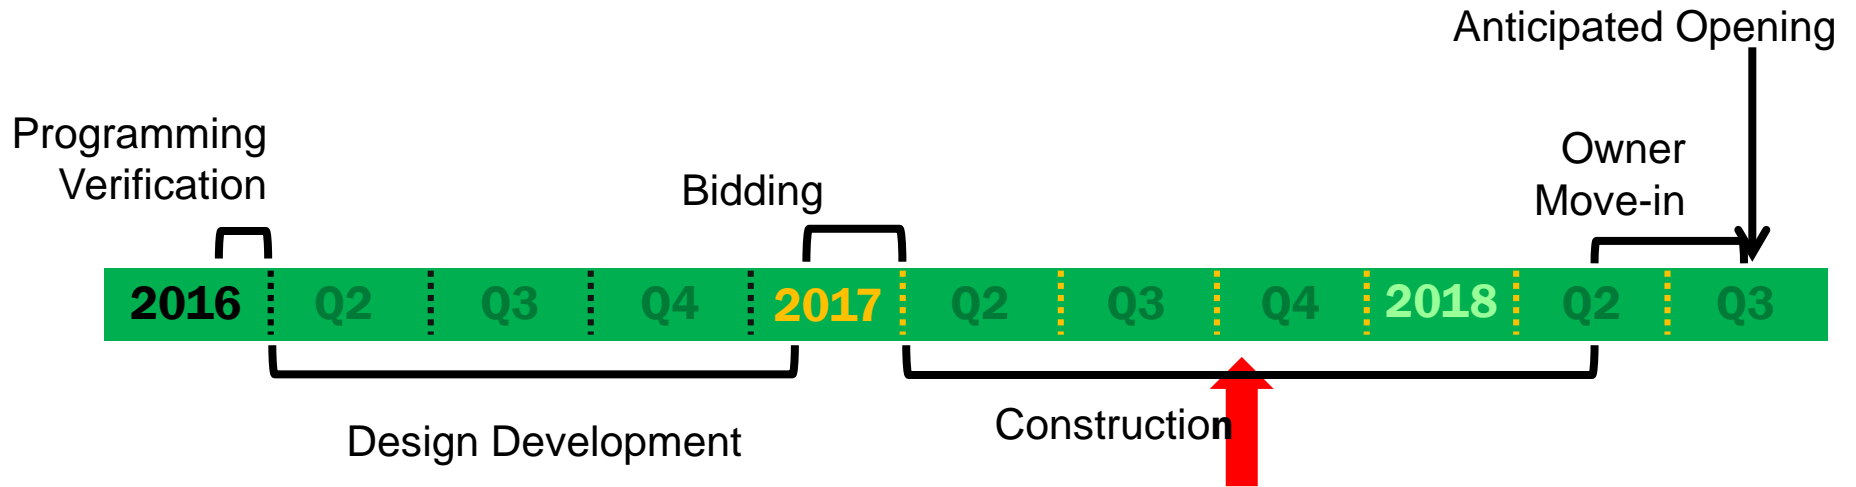 Anticipated Opening
Programming
Verification
Bidding
Owner
Move-in
2016 Q2 Q3 Q4 2017 Q2 Q3 Q4 2018 Q2 Q3
Design Development
Construction